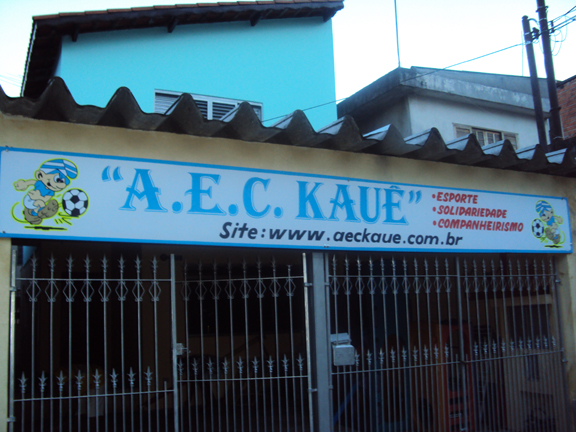 "A.E.C. KAUÊ"
• ESPORTE
• SOLIDARIEDADE
• COMPANHEIRISMO
Site: www.aeckaue.com.br